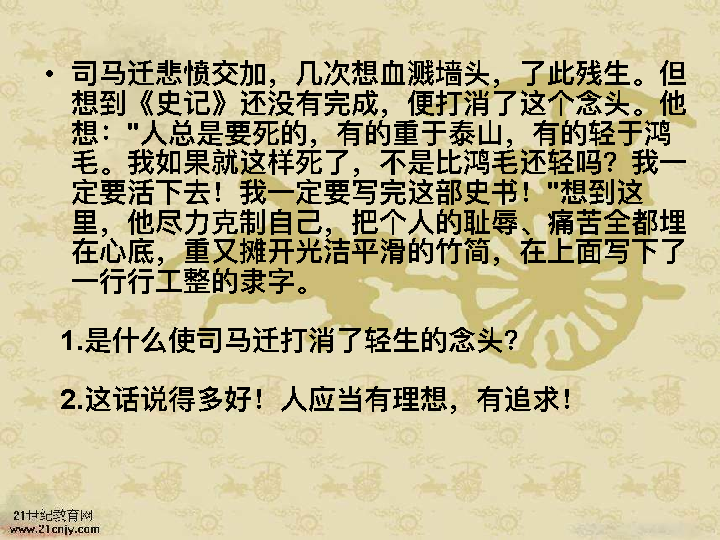 • 司马迁悲愤交加，几次想血溅墙头，了此残生。但
想到《史记》还没有完成，便打消了这个念头。他
想："人总是要死的，有的重于泰山，有的轻于鸿
毛。我如果就这样死了，不是比鸿毛还轻吗？我一
定要活下去！我一定要写完这部史书！"想到这
里，他尽力克制自己，把个人的耻辱、痛苦全都埋
在心底，重又摊开光洁平滑的竹简，在上面写下了
一行行工整的隶字。
1.是什么使司马迁打消了轻生的念头？
2.这话说得多好！人应当有理想，有追求！
21世纪教育网
www.21cnjy.com